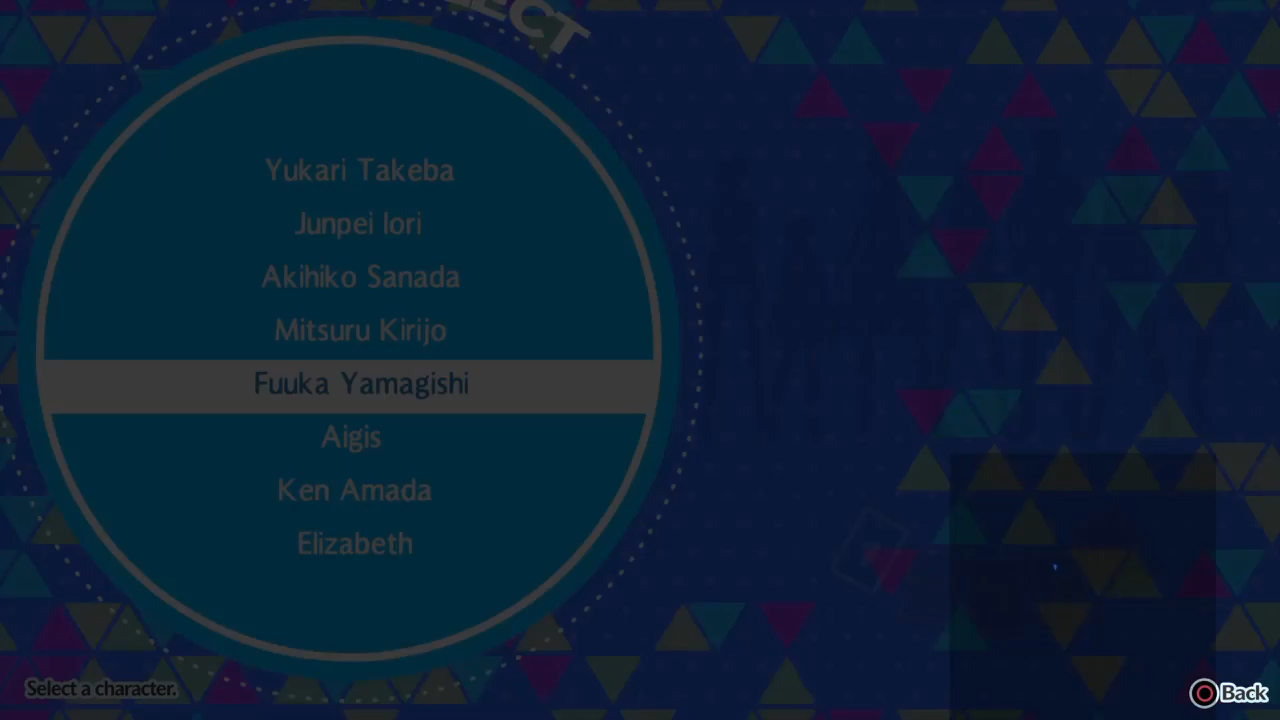 Yukari Takeba
Junpei Iori
Akihiko Sanada
Mitsuru Kirijo
Fuuka Yamagishi
Aigis
Ken Amada
Elizabeth
Select a character.
Back